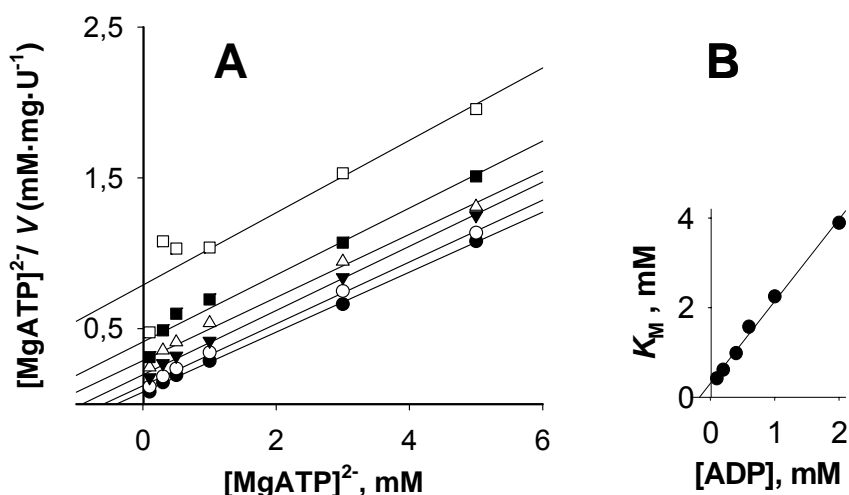 A
B
2,5
1,5
0,5
[MgATP]²⁻/ V (mM·mg·U⁻¹)
0 2 4 6
[MgATP]²⁻, mM
4
2
0
K_M , mM
0 1 2
[ADP], mM